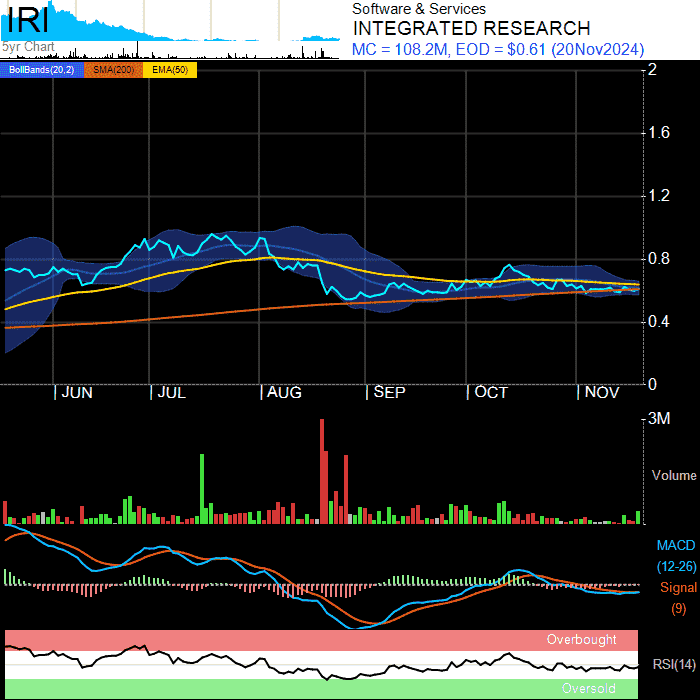 IRI
5yr Chart
Software & Services
INTEGRATED RESEARCH
MC = 108.2M, EOD = $0.61 (20Nov2024)
BollBands(20,2) SMA(200) EMA(50)
2
1.6
1.2
0.8
0.4
0
JUN JUL AUG SEP OCT NOV
3M
Volume
MACD
(12-26)
Signal
(9)
Overbought
RSI(14)
Oversold